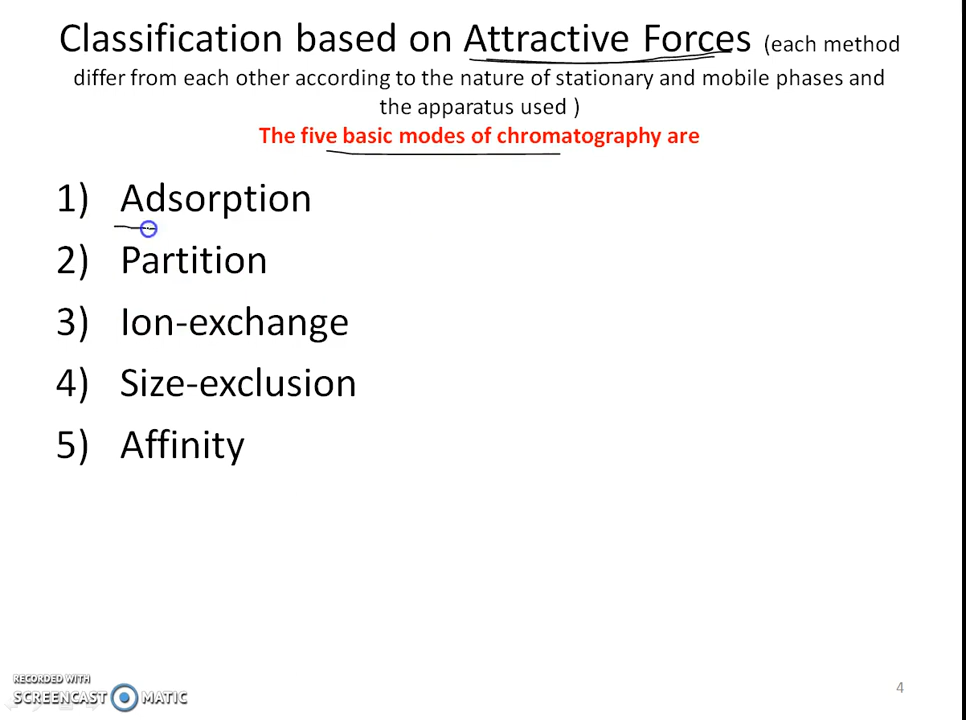 Classification based on Attractive Forces (each method
differ from each other according to the nature of stationary and mobile phases and
the apparatus used )
The five basic modes of chromatography are
1) Adsorption
2) Partition
3) Ion-exchange
4) Size-exclusion
5) Affinity
RECORDED WITH
SCREENCAST MATIC
4